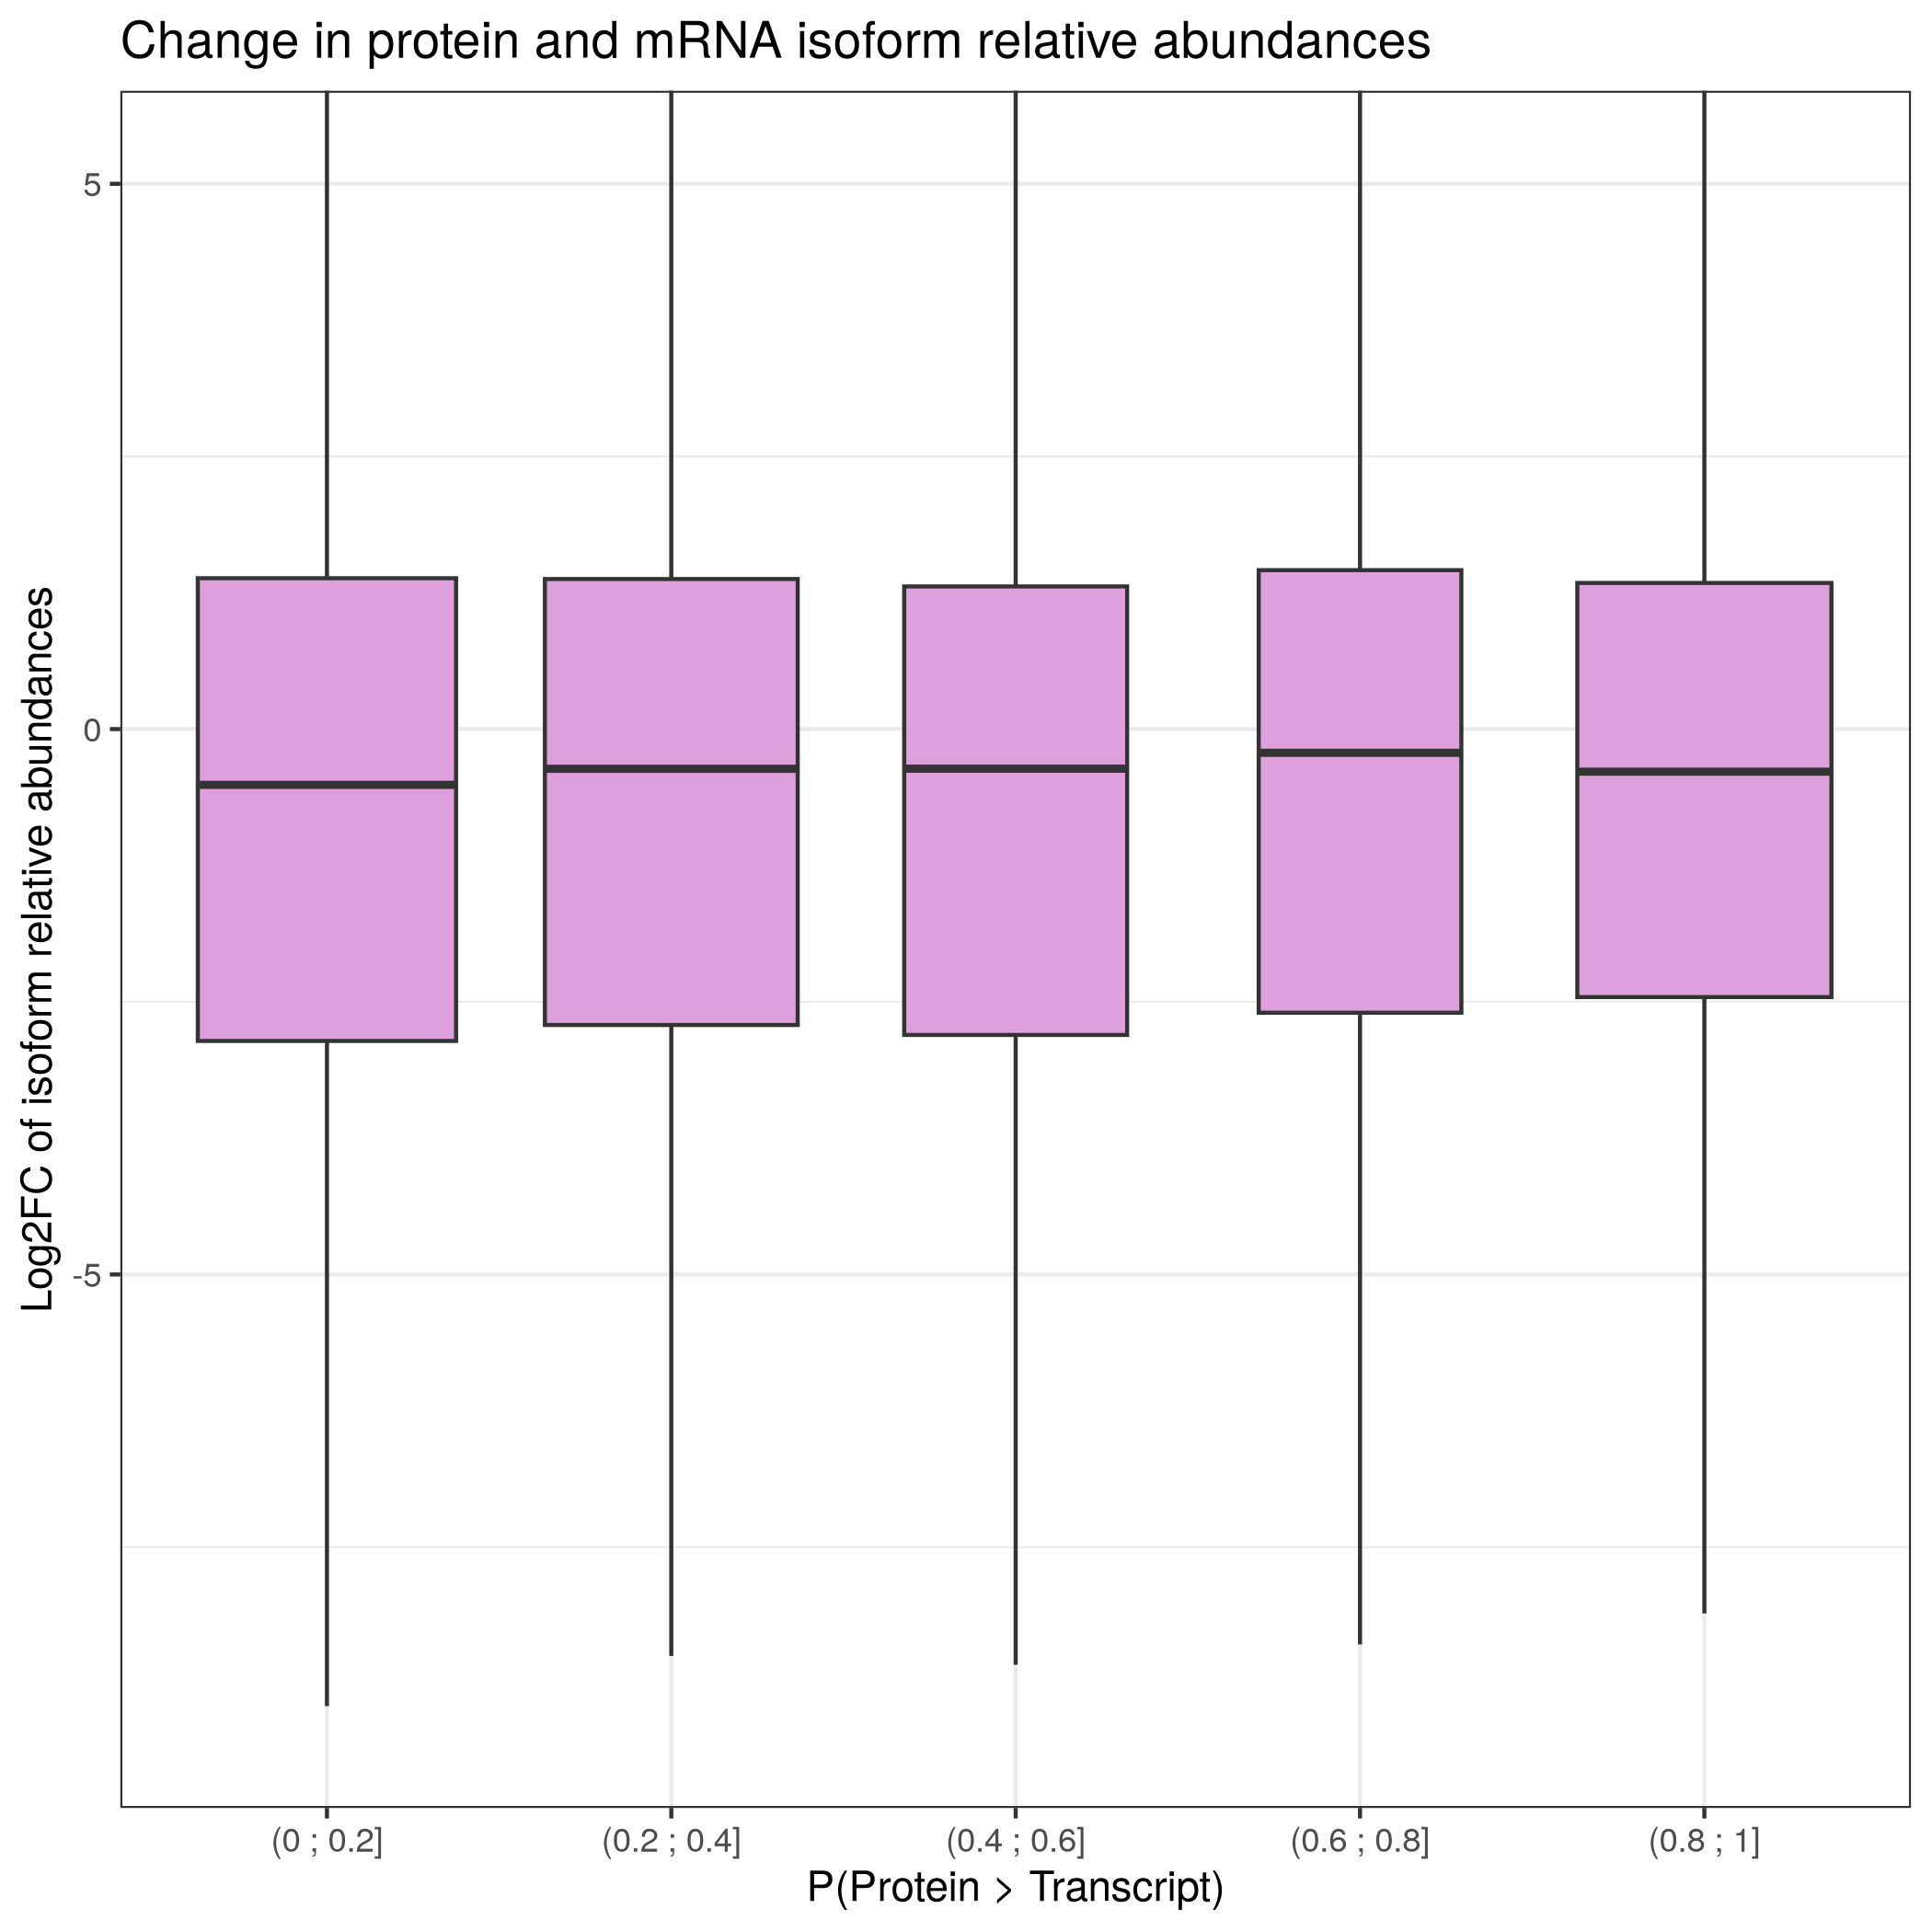 Change in protein and mRNA isoform relative abundances
Log2FC of isoform relative abundances
5
0
-5
(0 ; 0.2]
(0.2 ; 0.4]
(0.4 ; 0.6]
(0.6 ; 0.8]
(0.8 ; 1]
P(Protein > Transcript)